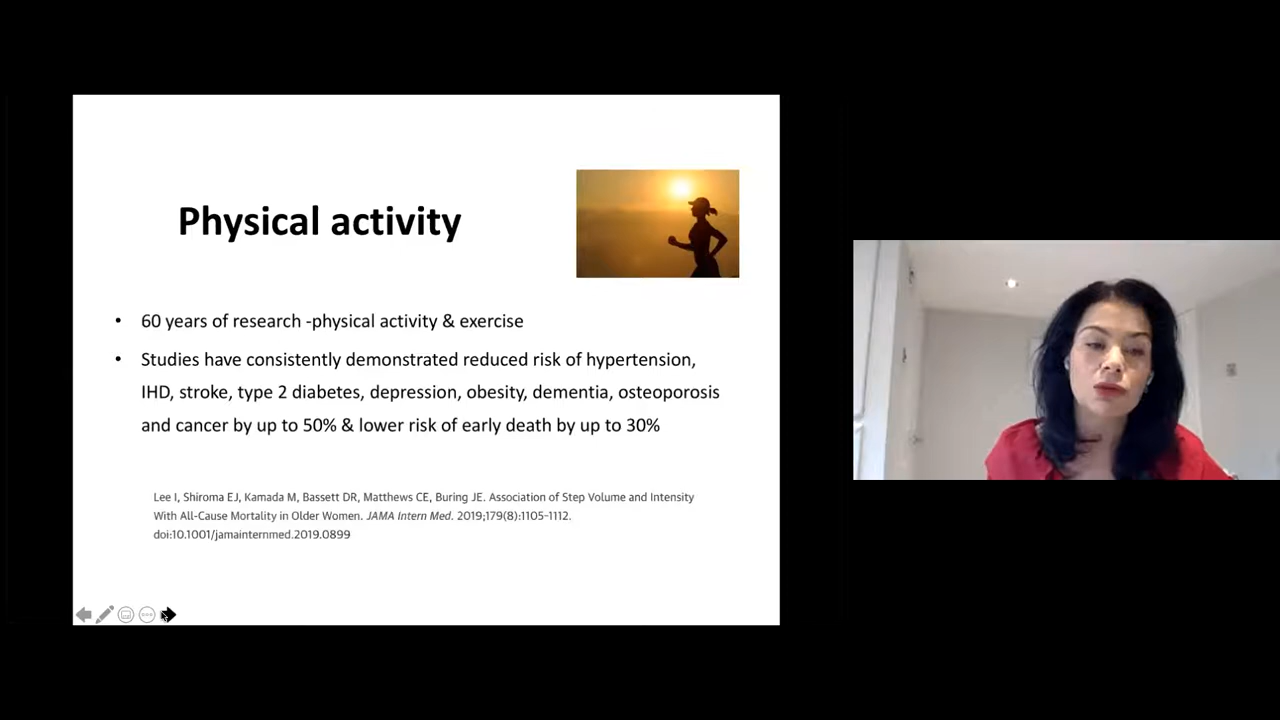 Physical activity
• 60 years of research -physical activity & exercise
• Studies have consistently demonstrated reduced risk of hypertension,
IHD, stroke, type 2 diabetes, depression, obesity, dementia, osteoporosis
and cancer by up to 50% & lower risk of early death by up to 30%
Lee I, Shiroma EJ, Kamada M, Bassett DR, Matthews CE, Buring JE. Association of Step Volume and Intensity
With All-Cause Mortality in Older Women. JAMA Intern Med. 2019;179(8):1105-1112.
doi:10.1001/jamainternmed.2019.0899